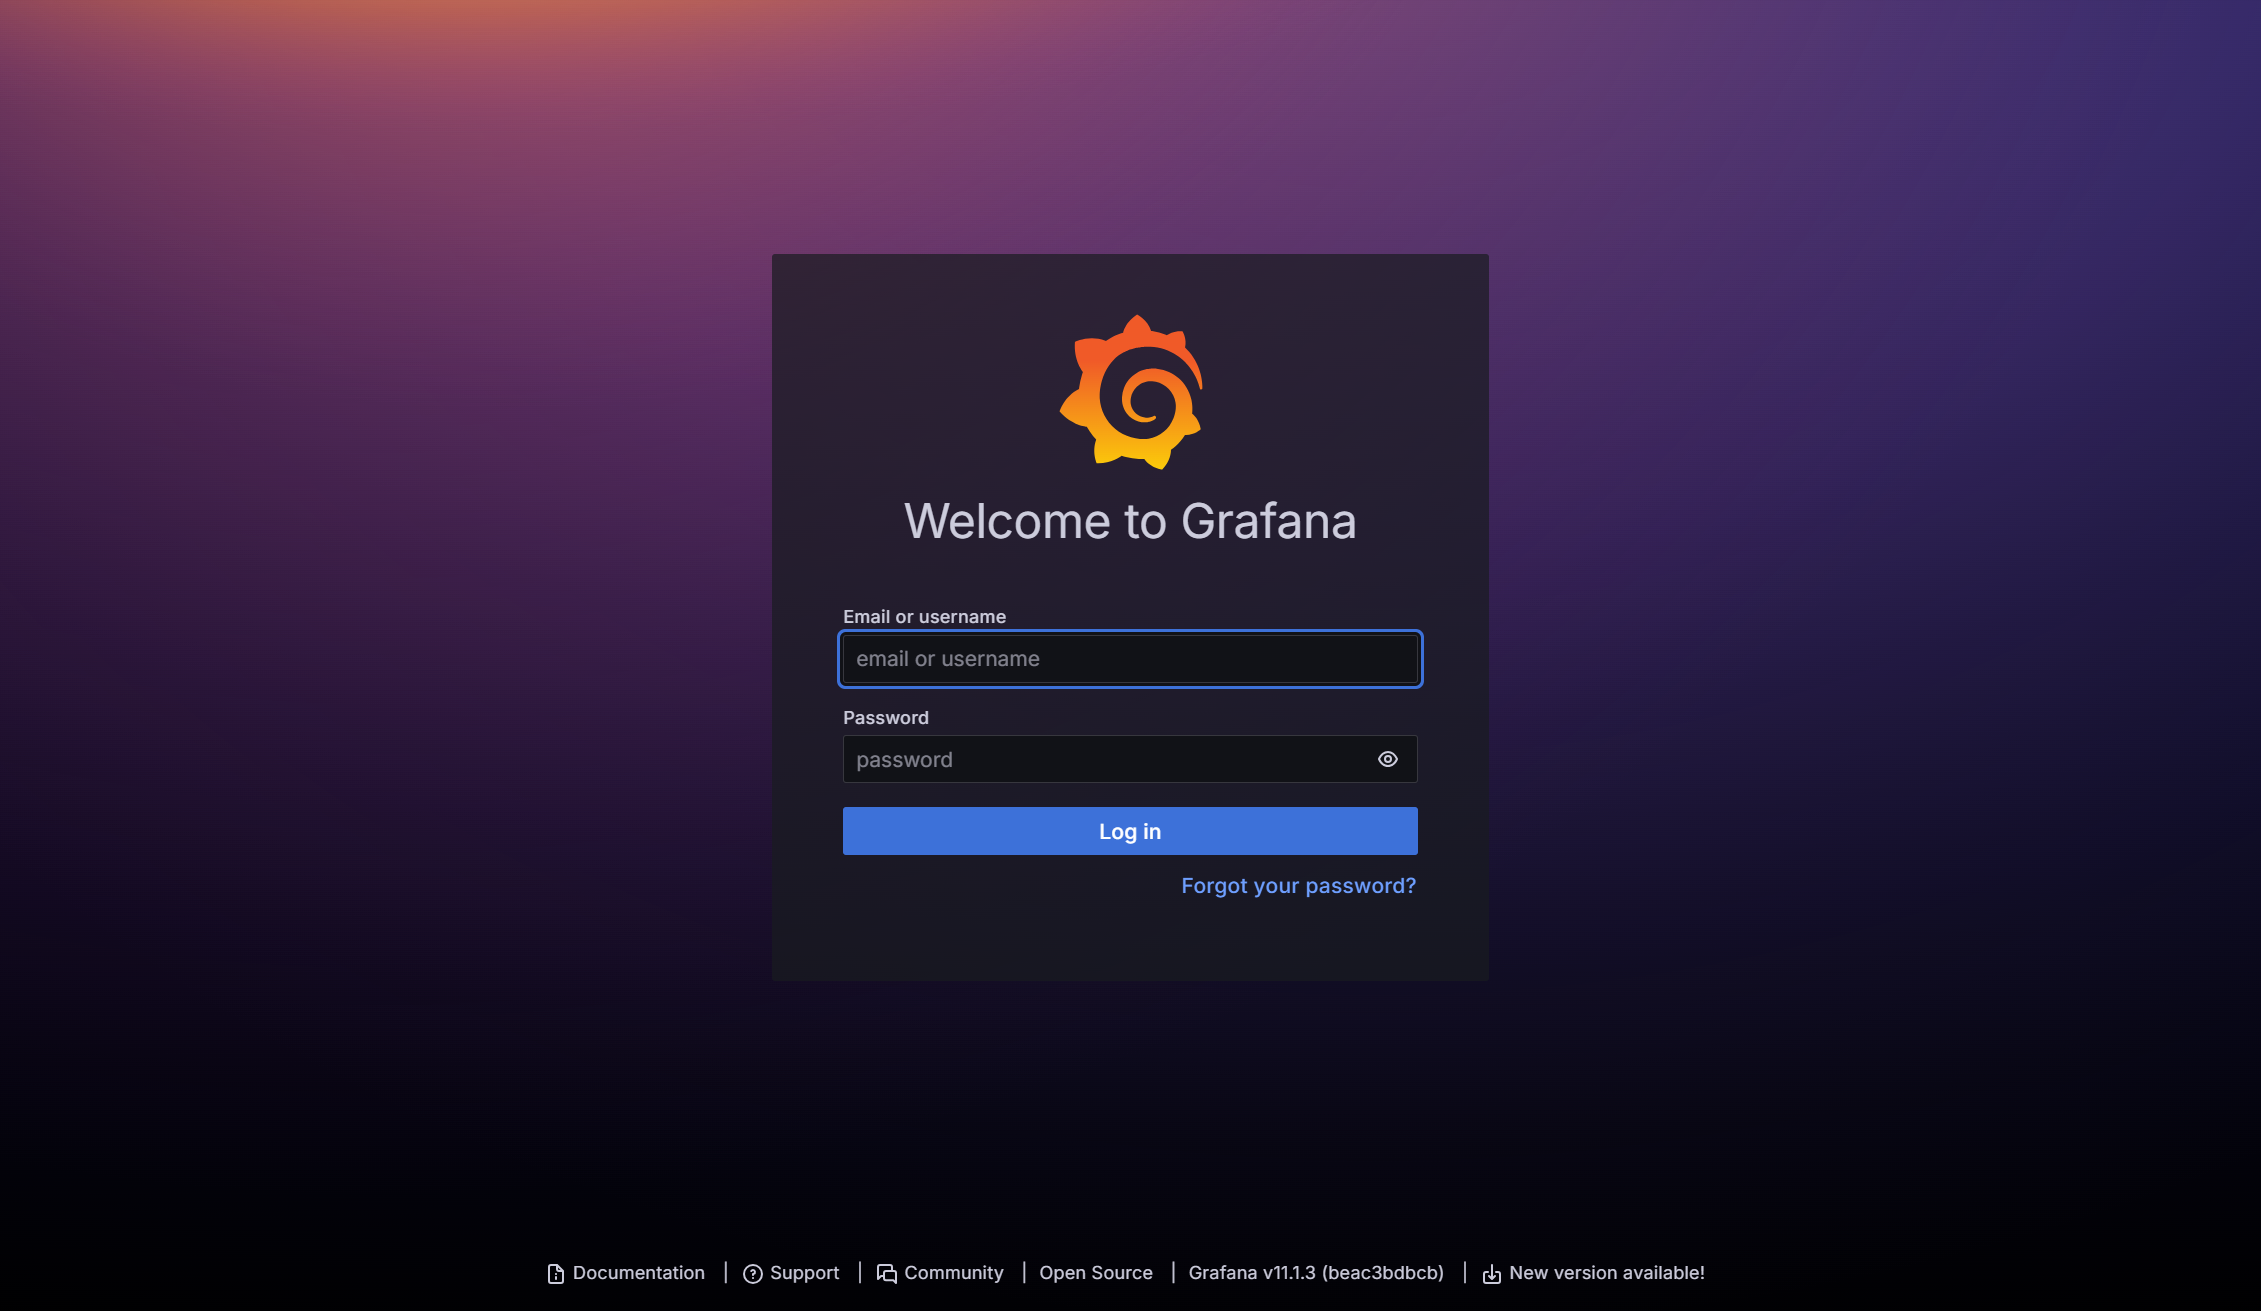 Welcome to Grafana
Email or username
email or username
Password
password
Log in
Forgot your password?
Documentation | Support | Community | Open Source | Grafana v11.1.3 (beac3bdbcb) | New version available!